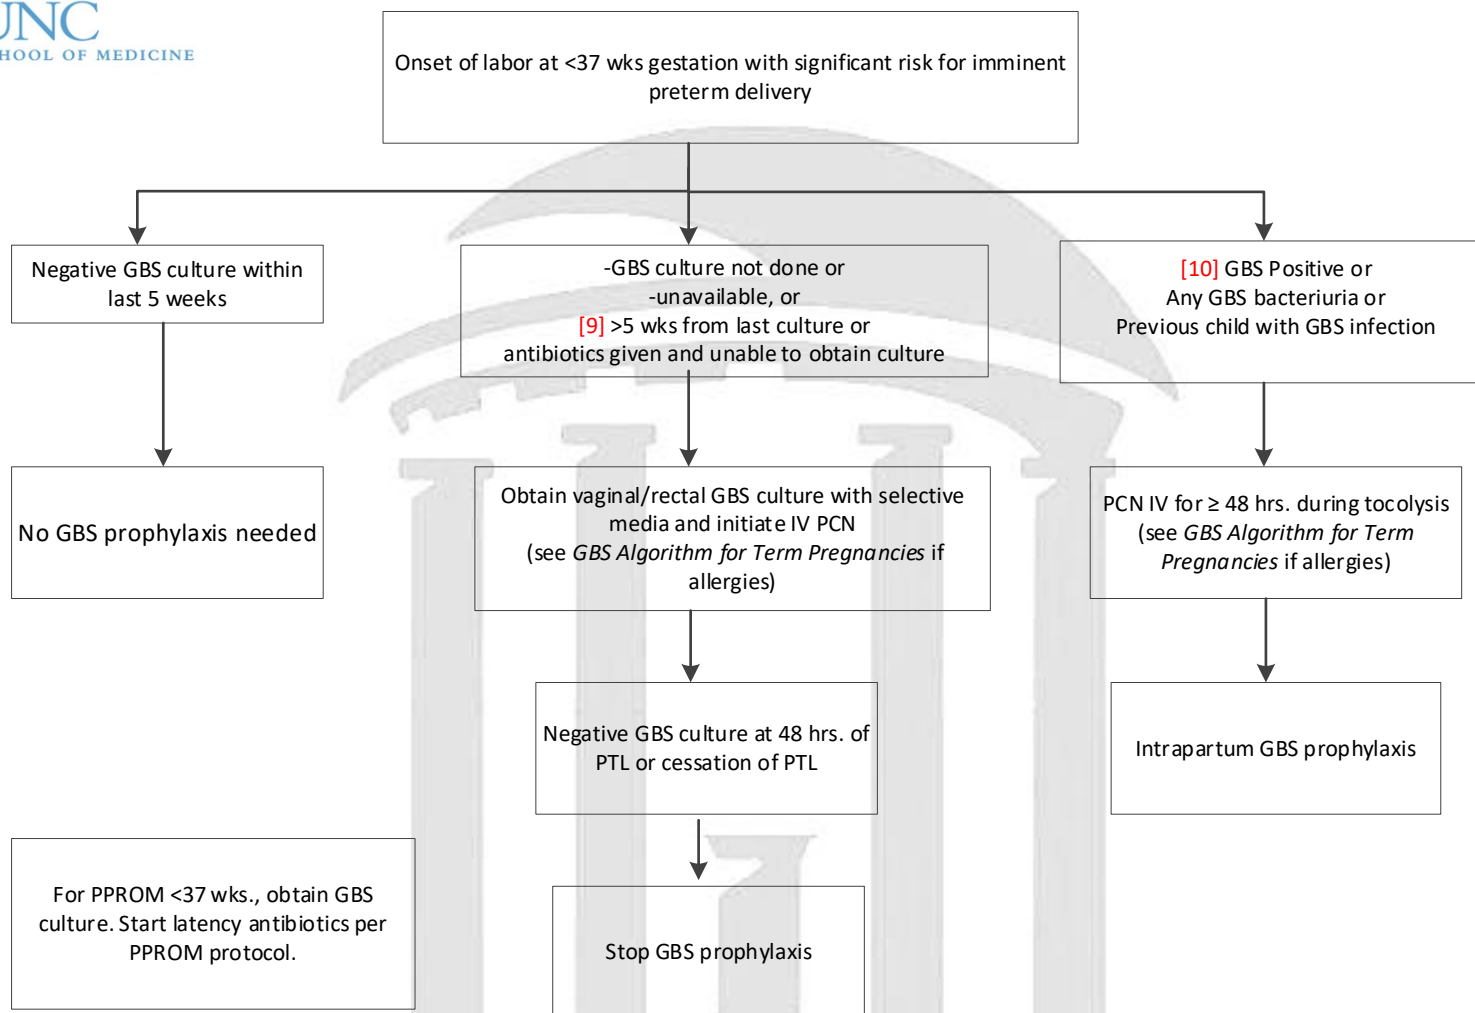 UNC
SCHOOL OF MEDICINE
Onset of labor at <37 wks gestation with significant risk for imminent
preterm delivery
Negative GBS culture within
last 5 weeks
-GBS culture not done or
-unavailable, or
[9] >5 wks from last culture or
antibiotics given and unable to obtain culture
[10] GBS Positive or
Any GBS bacteriuria or
Previous child with GBS infection
No GBS prophylaxis needed
Obtain vaginal/rectal GBS culture with selective
media and initiate IV PCN
(see GBS Algorithm for Term Pregnancies if
allergies)
PCN IV for ≥ 48 hrs. during tocolysis
(see GBS Algorithm for Term
Pregnancies if allergies)
Negative GBS culture at 48 hrs. of
PTL or cessation of PTL
Intrapartum GBS prophylaxis
For PPROM <37 wks., obtain GBS
culture. Start latency antibiotics per
PPROM protocol.
Stop GBS prophylaxis